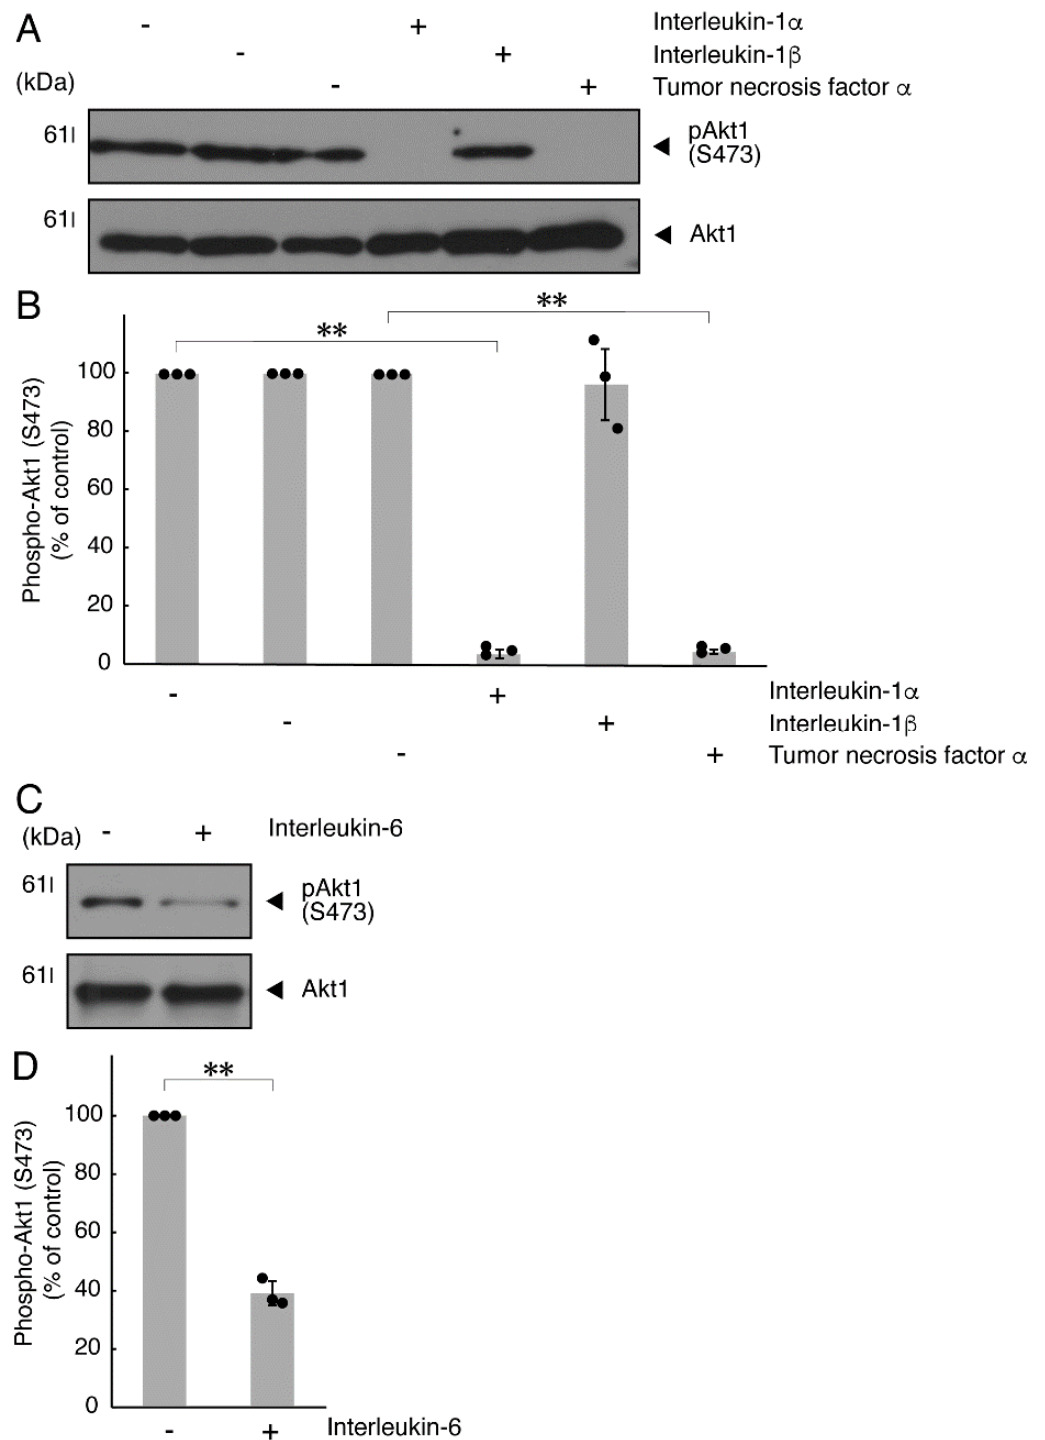 A - + Interleukin-1α
- + Interleukin-1β
(kDa) - + Tumor necrosis factor α
61 pAkt1
(S473)
61 Akt1
B
** **
Phospho-Akt1 (S473)
(% of control)
100
80
60
40
20
0
- + Interleukin-1α
- + Interleukin-1β
- + Tumor necrosis factor α
C
(kDa) - + Interleukin-6
61 pAkt1
(S473)
61 Akt1
D
**
Phospho-Akt1 (S473)
(% of control)
100
80
60
40
20
0
- + Interleukin-6